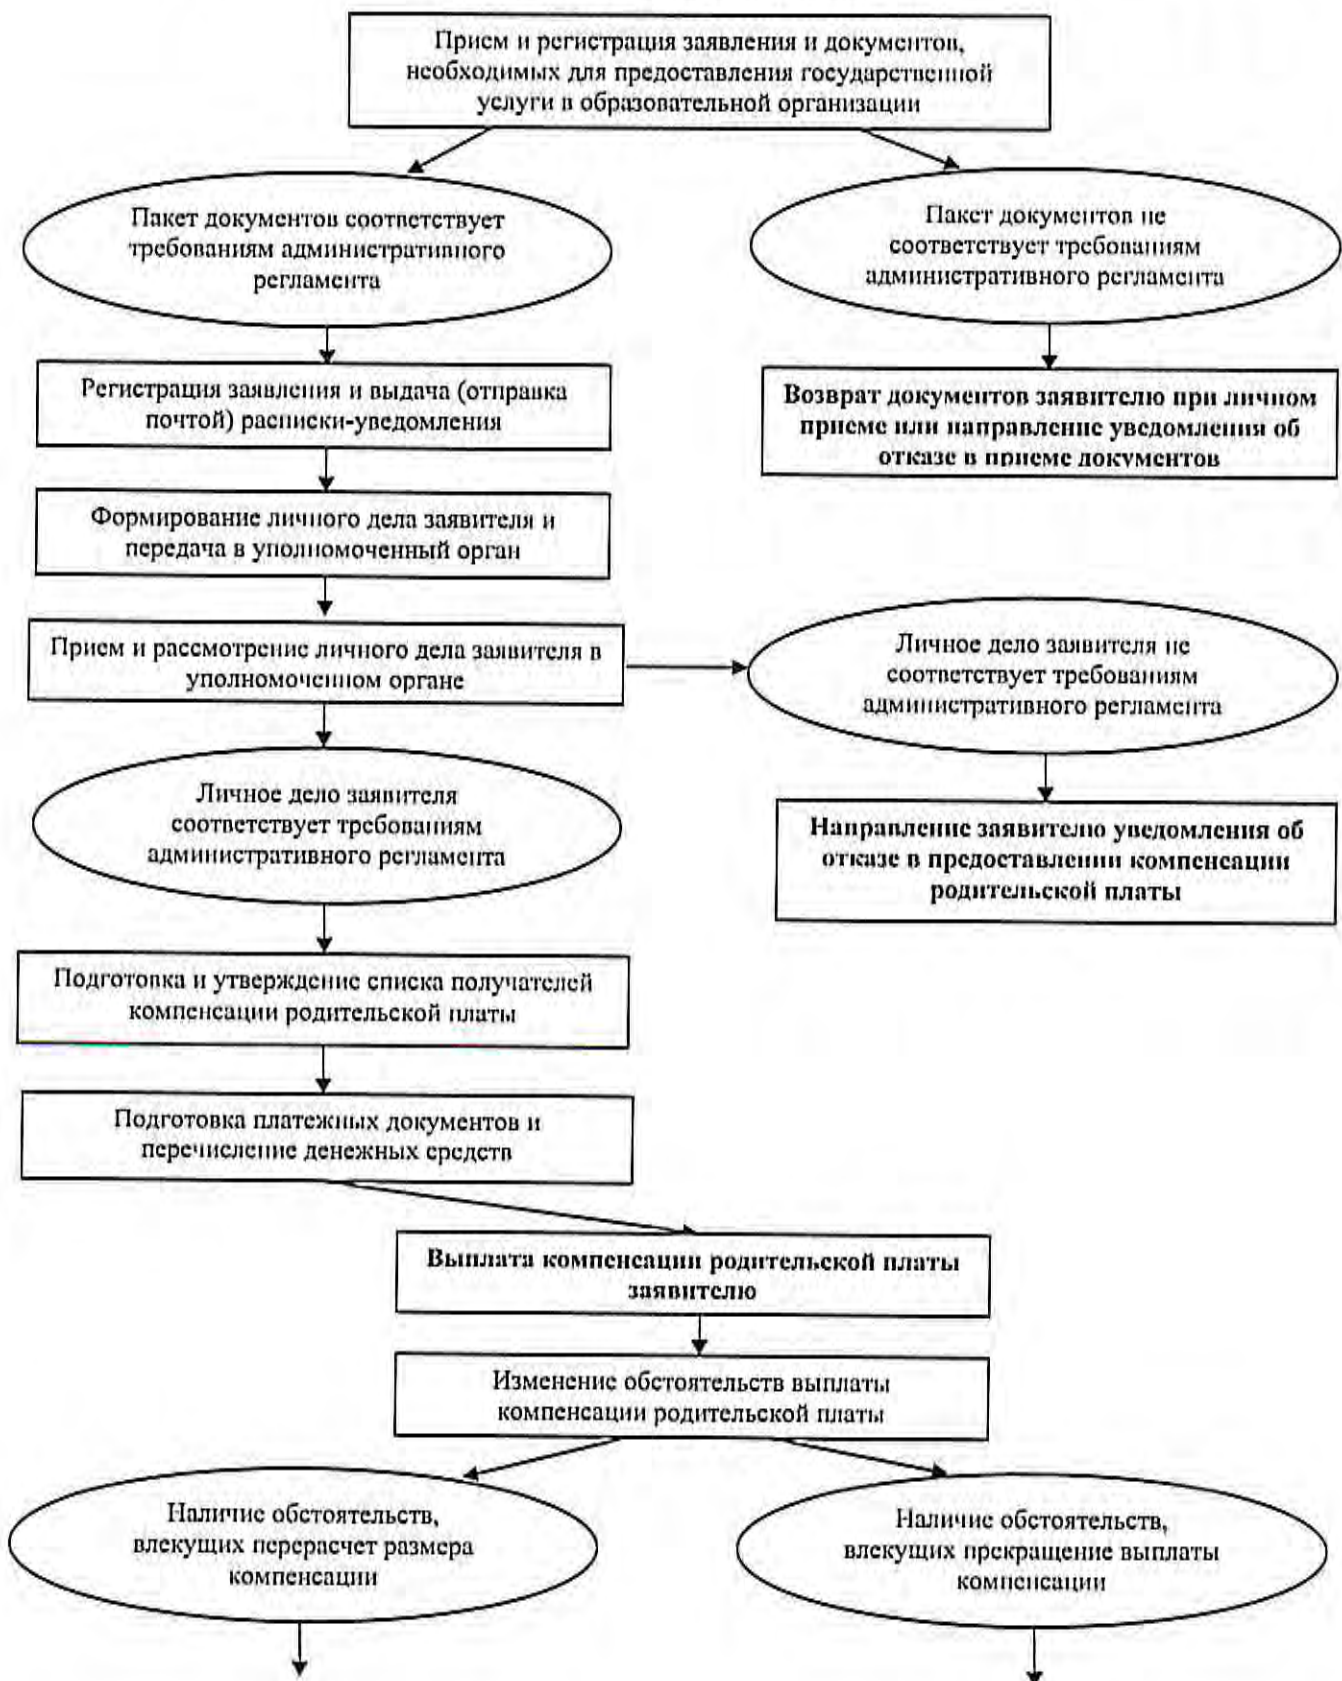 Прием и регистрация заявления и документов,
необходимых для предоставления государственной
услуги в образовательной организации
Пакет документов соответствует
требованиям административного
регламента
Пакет документов не
соответствует требованиям
административного регламента
Регистрация заявления и выдача (отправка
почтой) расписки-уведомления
Возврат документов заявителю при личном
приеме или направление уведомления об
отказе в приеме документов
Формирование личного дела заявителя и
передача в уполномоченный орган
Прием и рассмотрение личного дела заявителя в
уполномоченном органе
Личное дело заявителя не
соответствует требованиям
административного регламента
Личное дело заявителя
соответствует требованиям
административного регламента
Направление заявителю уведомления об
отказе в предоставлении компенсации
родительской платы
Подготовка и утверждение списка получателей
компенсации родительской платы
Подготовка платежных документов и
перечисление денежных средств
Выплата компенсации родительской платы
заявителю
Изменение обстоятельств выплаты
компенсации родительской платы
Наличие обстоятельств,
влекущих перерасчет размера
компенсации
Наличие обстоятельств,
влекущих прекращение выплаты
компенсации